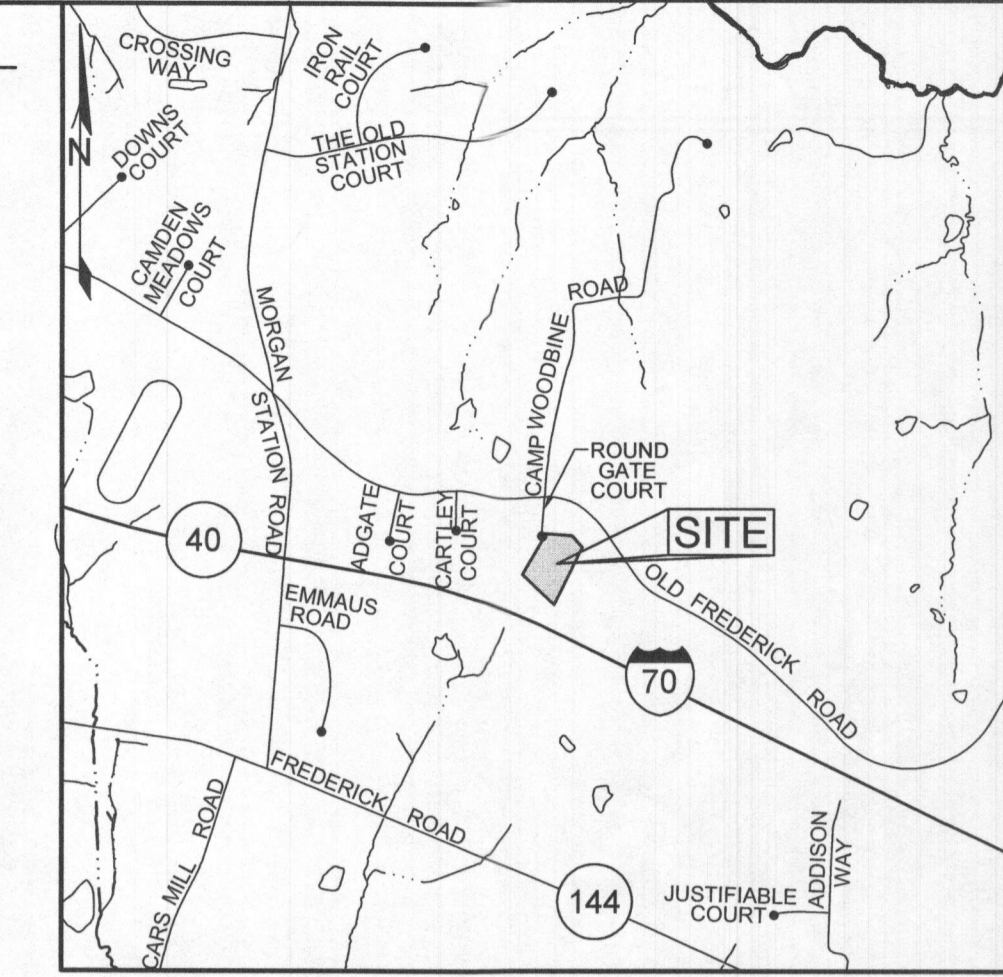 CROSSING
WAY
IRON
RAIL
COURT
N
DOWNS
COURT
THE OLD
STATION
COURT
CAMDEN
MEADOWS
COURT
MORGAN
STATION ROAD
CAMP WOODBINE
ROAD
ROUND
GATE
COURT
ADGATE
COURT
CARTLEY
COURT
SITE
40
EMMAUS
ROAD
OLD FREDERICK
ROAD
70
FREDERICK
ROAD
CARS MILL ROAD
144
JUSTIFIABLE
COURT
ADDISON
WAY